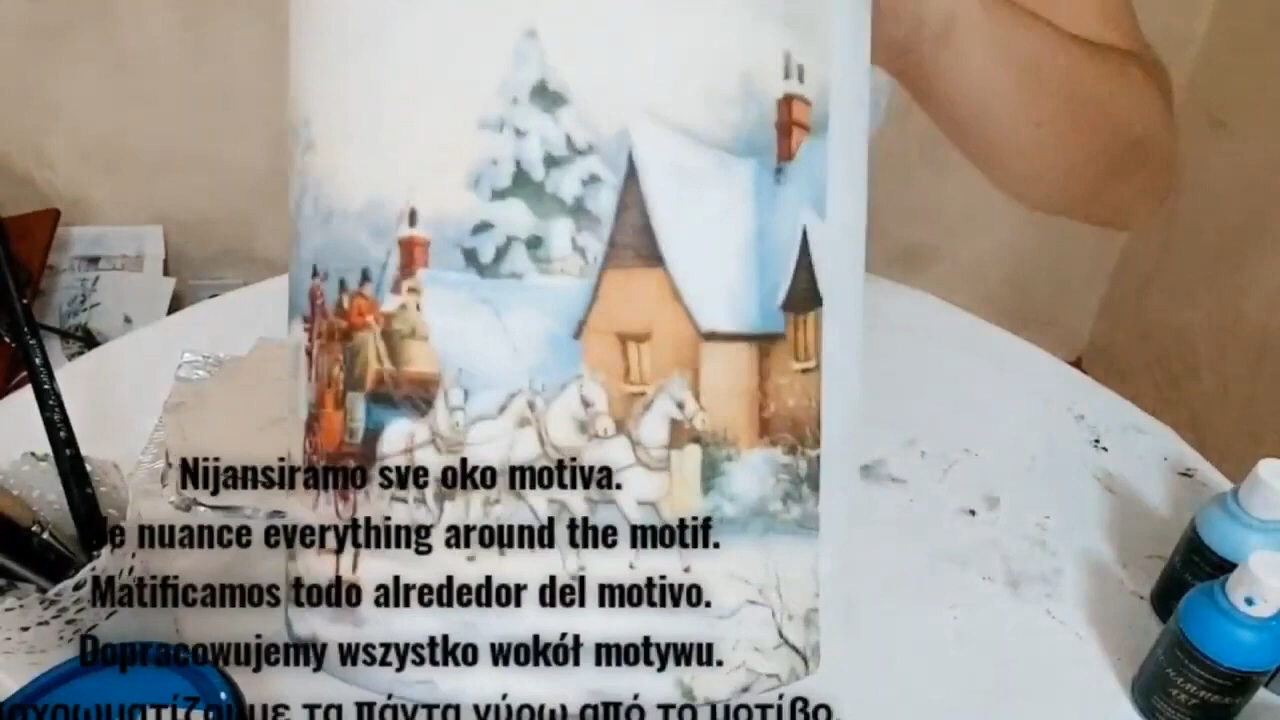 Nijansiramo sve oko motiva.
nuance everything around the motif.
Matificamos todo alrededor del motivo.
Dopracowujemy wszystko wokół motywu.
τα πάντα γύρω από το μοτίβο.